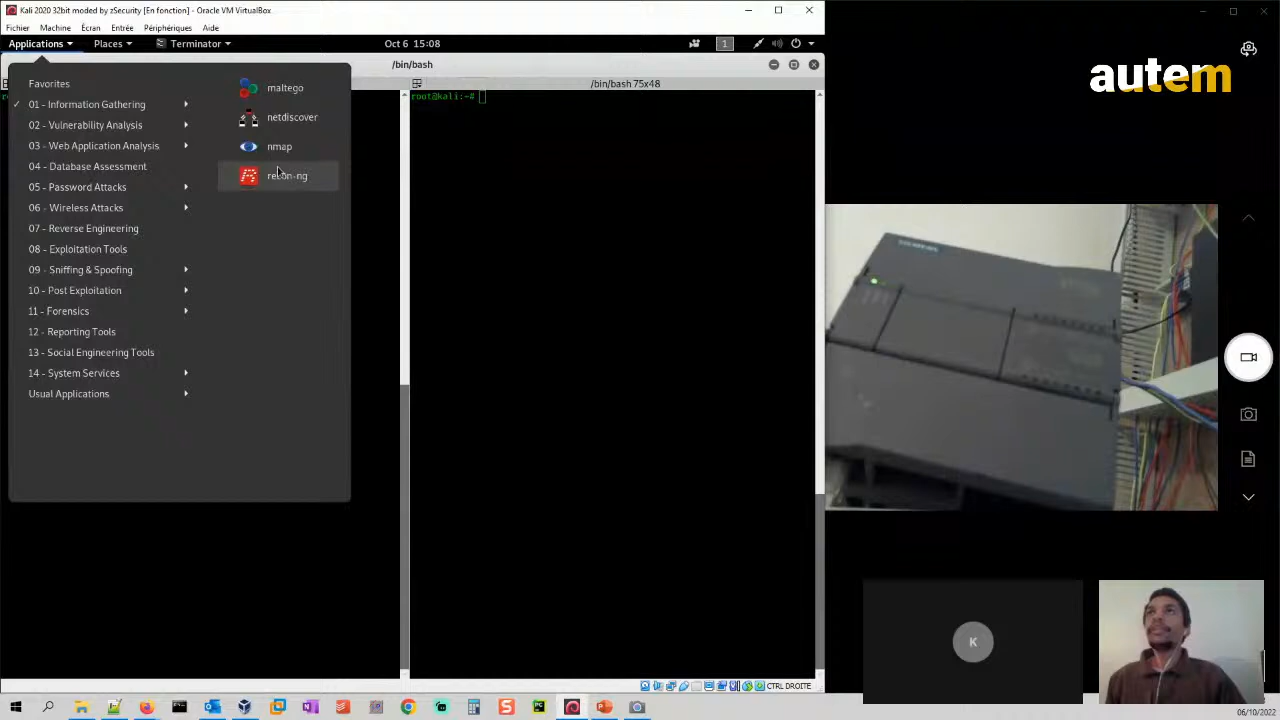 Kali 2020 32bit moded by zSecurity [En fonction] - Oracle VM VirtualBox
Fichier Machine Écran Entrée Périphériques Aide
Applications Places Terminator Oct 6 15:08 1
/bin/bash
/bin/bash 75x48
root@kali:~#
Favorites
01 - Information Gathering
02 - Vulnerability Analysis
03 - Web Application Analysis
04 - Database Assessment
05 - Password Attacks
06 - Wireless Attacks
07 - Reverse Engineering
08 - Exploitation Tools
09 - Sniffing & Spoofing
10 - Post Exploitation
11 - Forensics
12 - Reporting Tools
13 - Social Engineering Tools
14 - System Services
Usual Applications
maltego
netdiscover
nmap
recon-ng
autem
SIEMENS
K
CTRL DROITE
06/10/2022